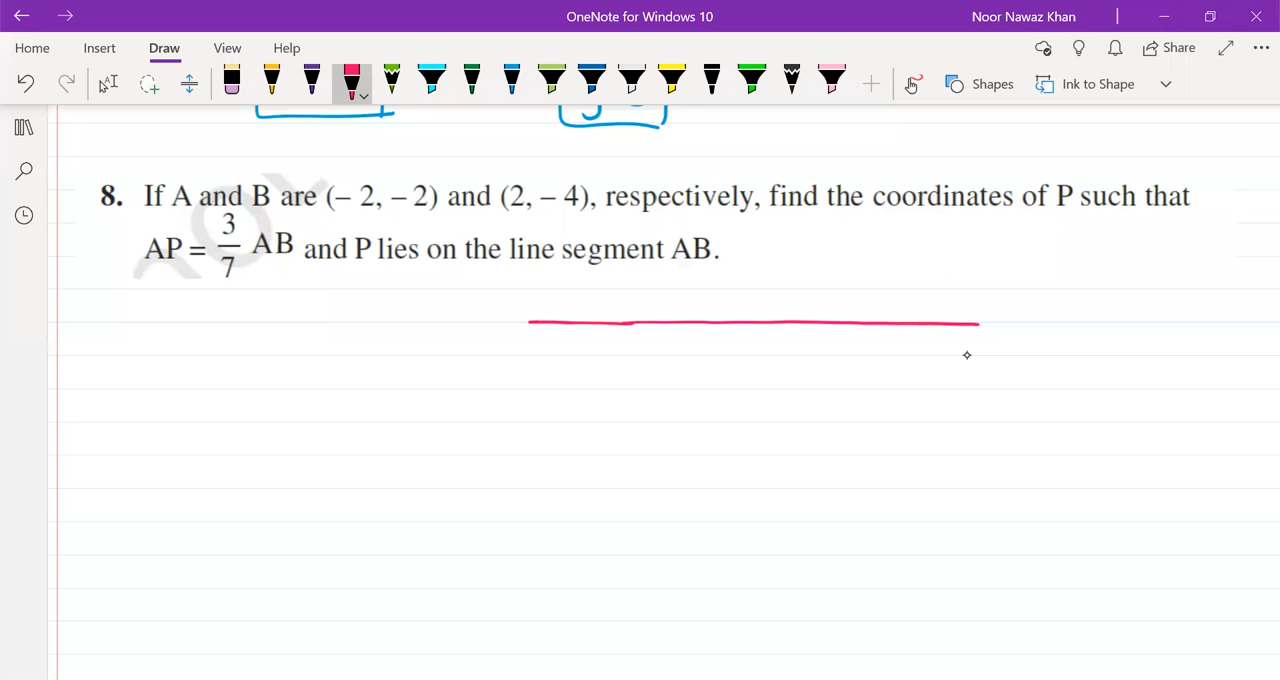 OneNote for Windows 10
Noor Nawaz Khan
Home Insert Draw View Help
Share
Shapes
Ink to Shape
8. If A and B are (– 2, – 2) and (2, – 4), respectively, find the coordinates of P such that
AP = 3/7 AB and P lies on the line segment AB.